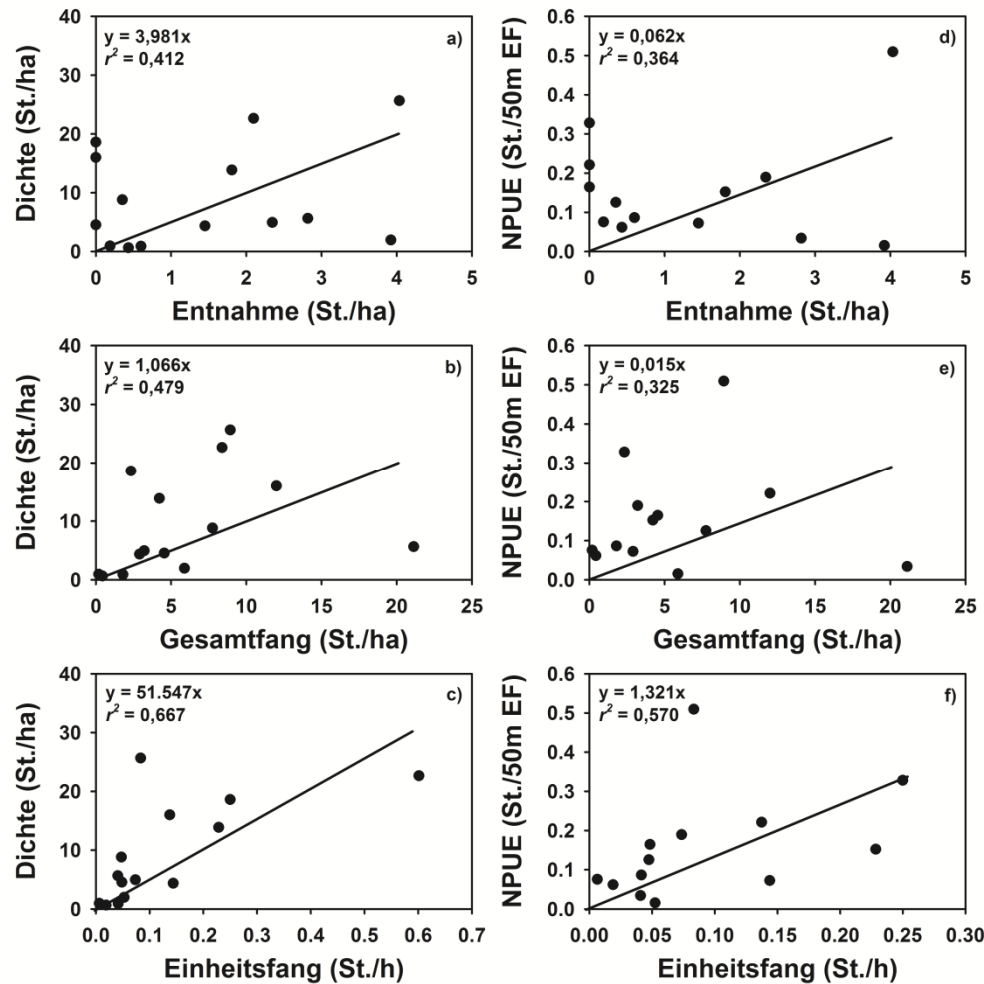 y = 3,981x
r² = 0,412
a)
Dichte (St./ha)
40
30
20
10
0
0 1 2 3 4 5
Entnahme (St./ha)
y = 0,062x
r² = 0,364
d)
NPUE (St./50m EF)
0.6
0.5
0.4
0.3
0.2
0.1
0.0
0 1 2 3 4 5
Entnahme (St./ha)
y = 1,066x
r² = 0,479
b)
Dichte (St./ha)
40
30
20
10
0
0 5 10 15 20 25
Gesamtfang (St./ha)
y = 0,015x
r² = 0,325
e)
NPUE (St./50m EF)
0.6
0.5
0.4
0.3
0.2
0.1
0.0
0 5 10 15 20 25
Gesamtfang (St./ha)
y = 51.547x
r² = 0,667
c)
Dichte (St./ha)
40
30
20
10
0
0.0 0.1 0.2 0.3 0.4 0.5 0.6 0.7
Einheitsfang (St./h)
y = 1,321x
r² = 0,570
f)
NPUE (St./50m EF)
0.6
0.5
0.4
0.3
0.2
0.1
0.0
0.00 0.05 0.10 0.15 0.20 0.25 0.30
Einheitsfang (St./h)